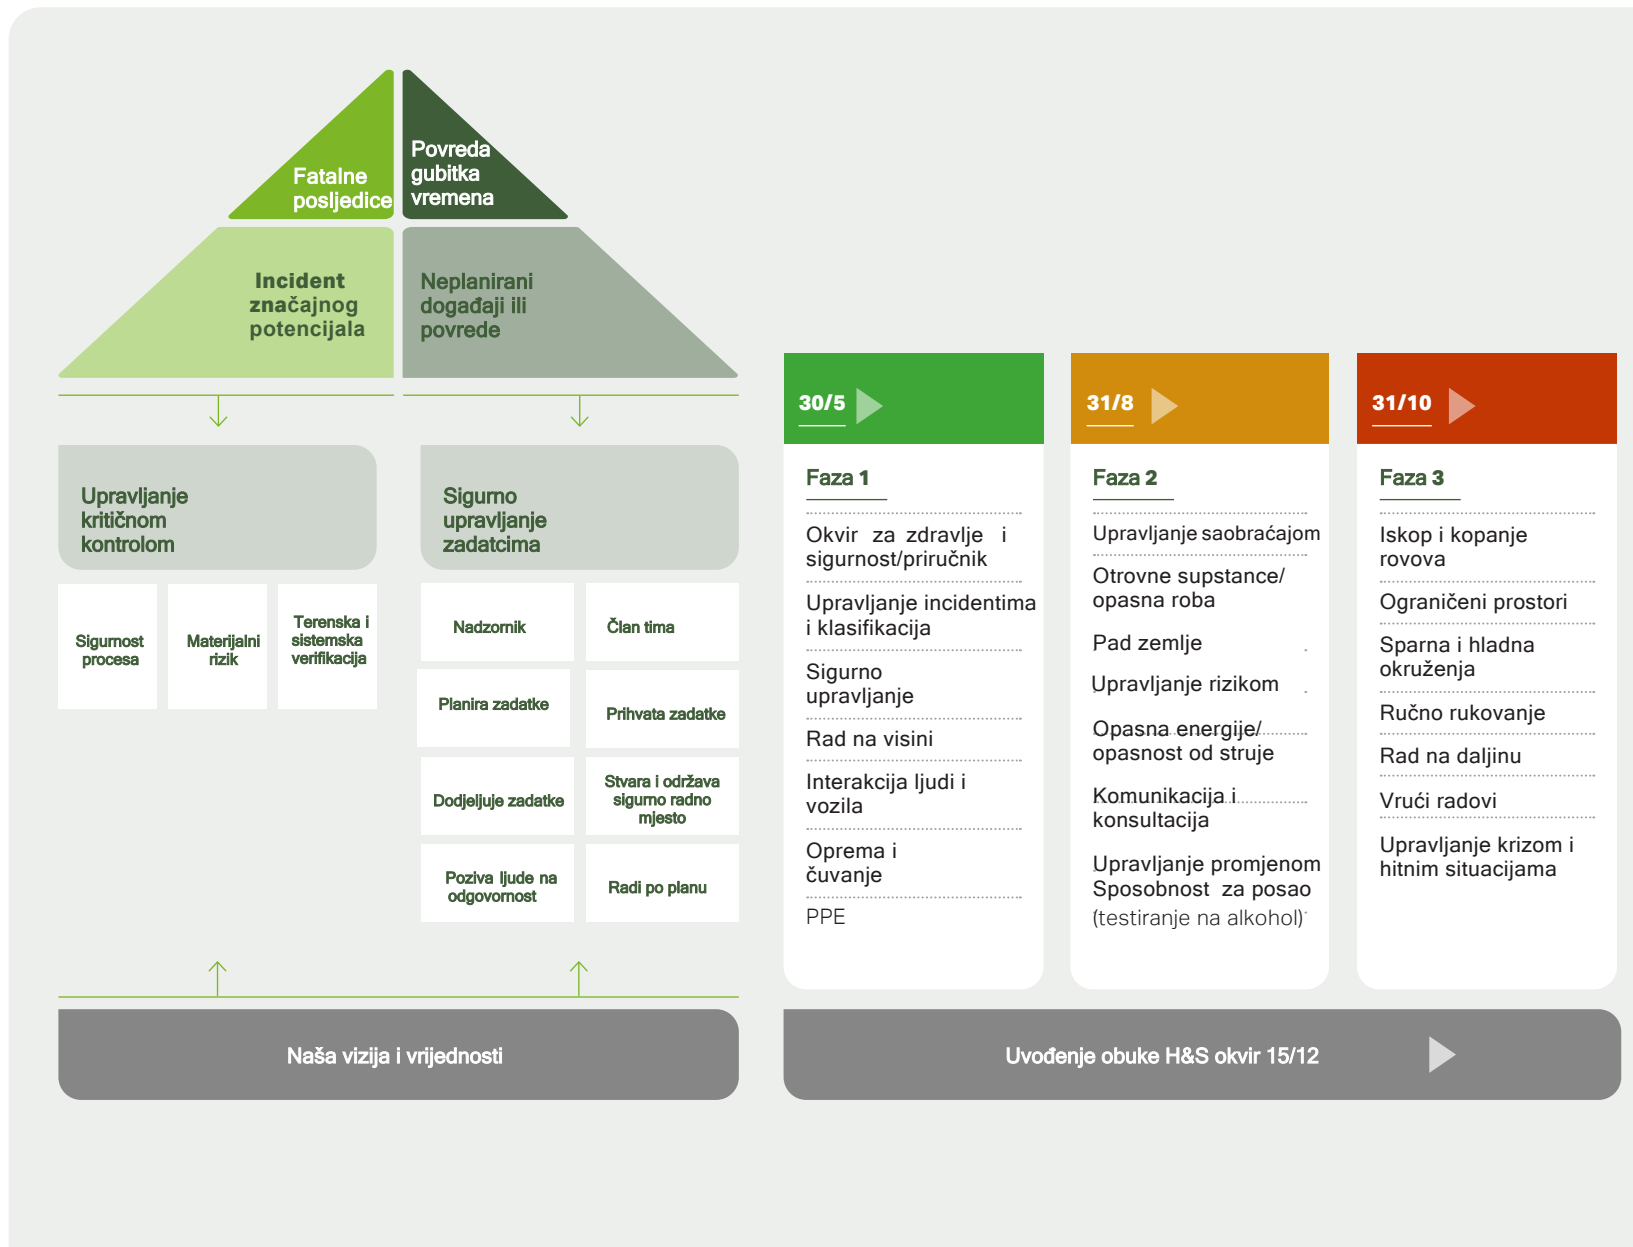 Fatalne
posljedice
Povreda
gubitka
vremena
Incident
značajnog
potencijala
Neplanirani
događaji ili
povrede
Upravljanje
kritičnom
kontrolom
Sigurnost
procesa
Materijalni
rizik
Terenska i
sistemska
verifikacija
Sigurno
upravljanje
zadatcima
Nadzornik
Član tima
Planira zadatke
Prihvata zadatke
Dodjeljuje zadatke
Stvara i održava
sigurno radno
mjesto
Poziva ljude na
odgovornost
Radi po planu
Naša vizija i vrijednosti
30/5
Faza 1
Okvir za zdravlje i
sigurnost/priručnik
Upravljanje incidentima
i klasifikacija
Sigurno
upravljanje
Rad na visini
Interakcija ljudi i
vozila
Oprema i
čuvanje
PPE
31/8
Faza 2
Upravljanje saobraćajom
Otrovne supstance/
opasna roba
Pad zemlje
Upravljanje rizikom
Opasna energije/
opasnost od struje
Komunikacija i
konsultacija
Upravljanje promjenom
Sposobnost za posao
(testiranje na alkohol)
31/10
Faza 3
Iskop i kopanje
rovova
Ograničeni prostori
Sparna i hladna
okruženja
Ručno rukovanje
Rad na daljinu
Vrući radovi
Upravljanje krizom i
hitnim situacijama
Uvođenje obuke H&S okvir 15/12